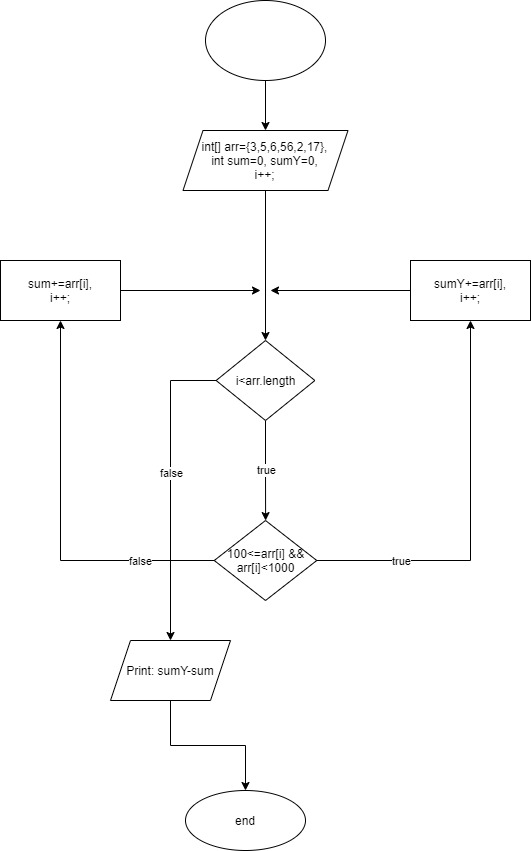 int[] arr={3,5,6,56,2,17},
int sum=0, sumY=0,
i++;
sum+=arr[i],
i++;
sumY+=arr[i],
i++;
i<arr.length
false
true
100<=arr[i] &&
arr[i]<1000
false
true
Print: sumY-sum
end